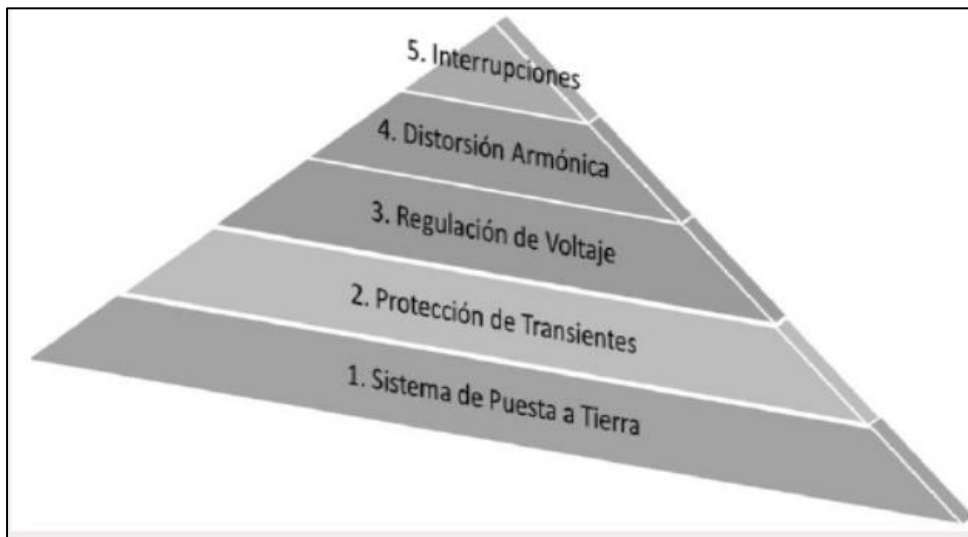 5. Interrupciones
4. Distorsión Armónica
3. Regulación de Voltaje
2. Protección de Transientes
1. Sistema de Puesta a Tierra